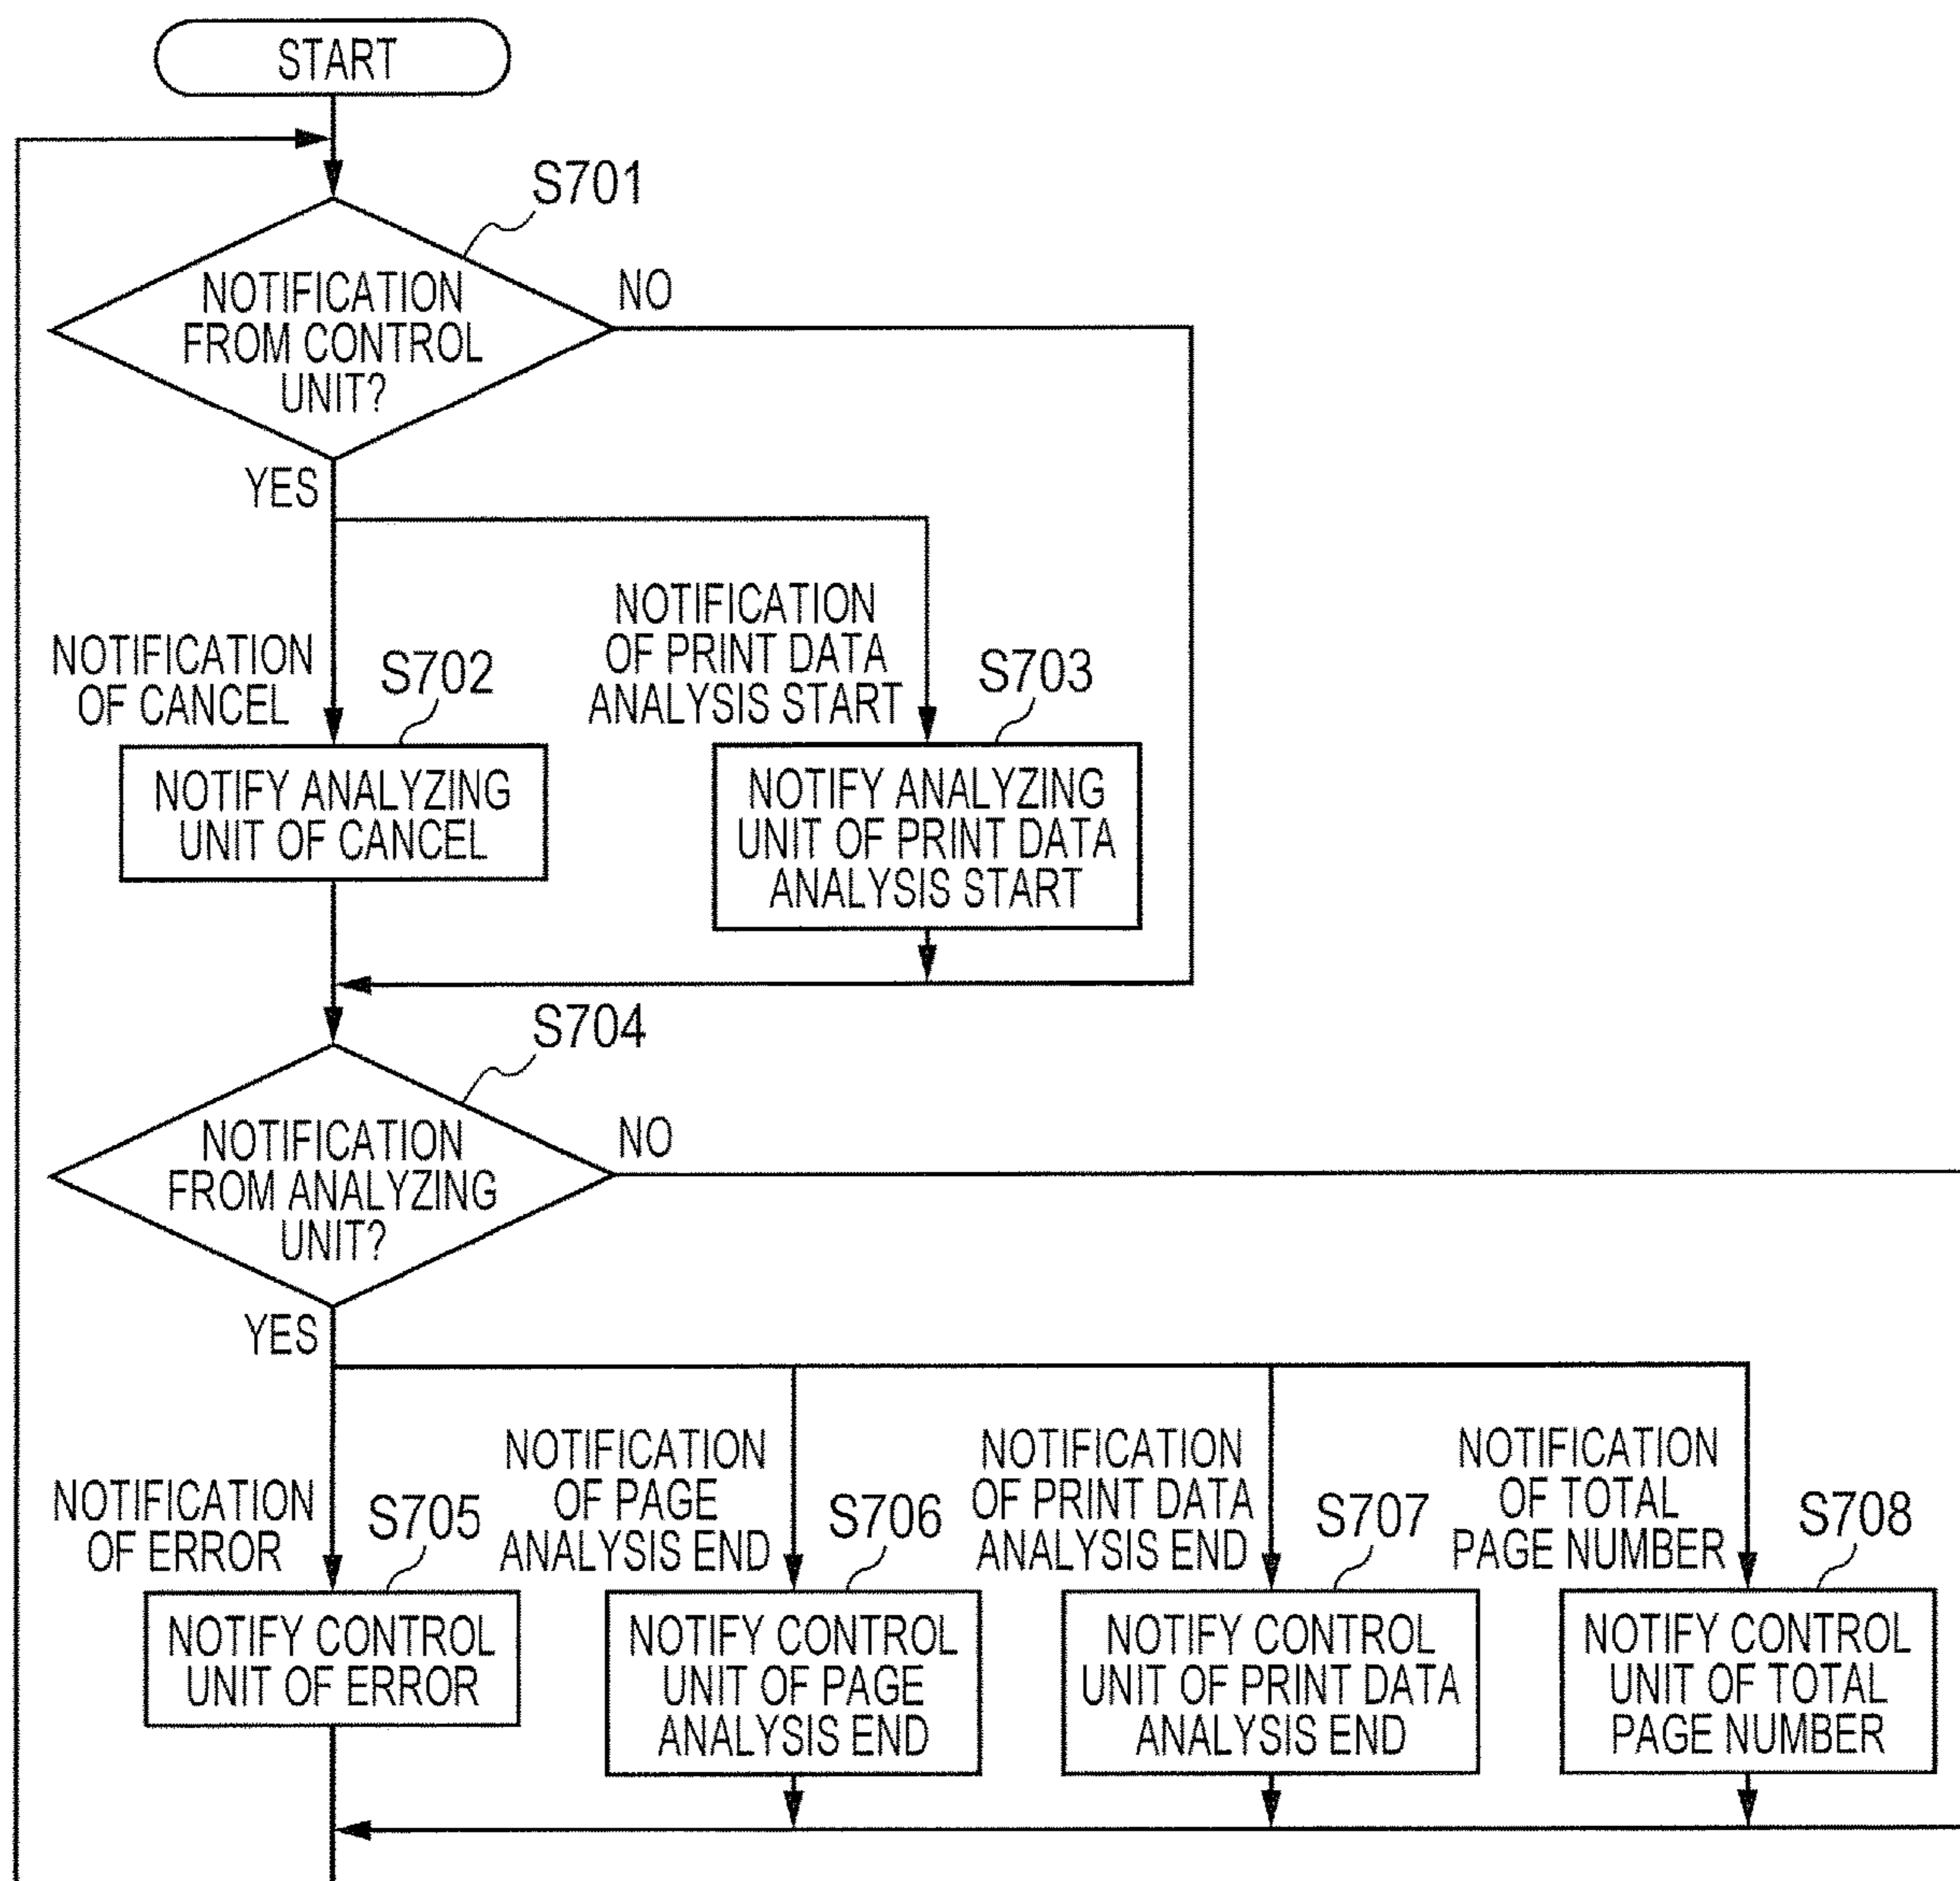 START
S701
NOTIFICATION
FROM CONTROL
UNIT?
NO
YES
NOTIFICATION
OF CANCEL
S702
NOTIFICATION
OF PRINT DATA
ANALYSIS START
S703
NOTIFY ANALYZING
UNIT OF CANCEL
NOTIFY ANALYZING
UNIT OF PRINT DATA
ANALYSIS START
S704
NOTIFICATION
FROM ANALYZING
UNIT?
NO
YES
NOTIFICATION
OF ERROR
S705
NOTIFICATION
OF PAGE
ANALYSIS END
S706
NOTIFICATION
OF PRINT DATA
ANALYSIS END
S707
NOTIFICATION
OF TOTAL
PAGE NUMBER
S708
NOTIFY CONTROL
UNIT OF ERROR
NOTIFY CONTROL
UNIT OF PAGE
ANALYSIS END
NOTIFY CONTROL
UNIT OF PRINT DATA
ANALYSIS END
NOTIFY CONTROL
UNIT OF TOTAL
PAGE NUMBER